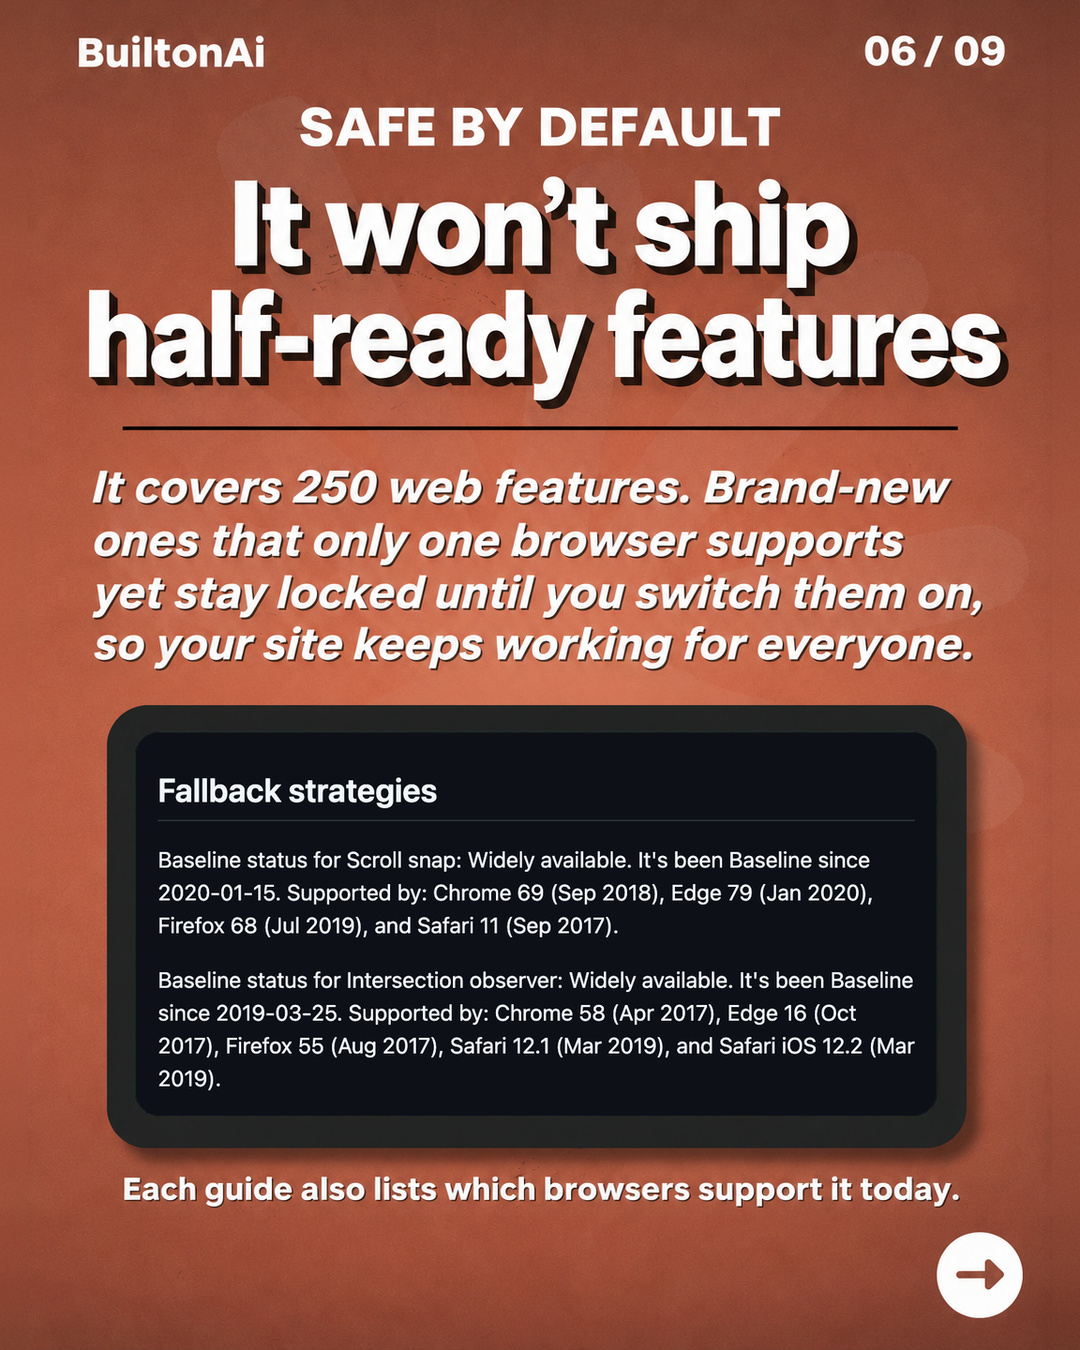 BuiltonAi
06 / 09
SAFE BY DEFAULT
It won’t ship
half-ready features
It covers 250 web features. Brand-new
ones that only one browser supports
yet stay locked until you switch them on,
so your site keeps working for everyone.
Fallback strategies
Baseline status for Scroll snap: Widely available. It's been Baseline since
2020-01-15. Supported by: Chrome 69 (Sep 2018), Edge 79 (Jan 2020),
Firefox 68 (Jul 2019), and Safari 11 (Sep 2017).
Baseline status for Intersection observer: Widely available. It's been Baseline
since 2019-03-25. Supported by: Chrome 58 (Apr 2017), Edge 16 (Oct
2017), Firefox 55 (Aug 2017), Safari 12.1 (Mar 2019), and Safari iOS 12.2 (Mar
2019).
Each guide also lists which browsers support it today.